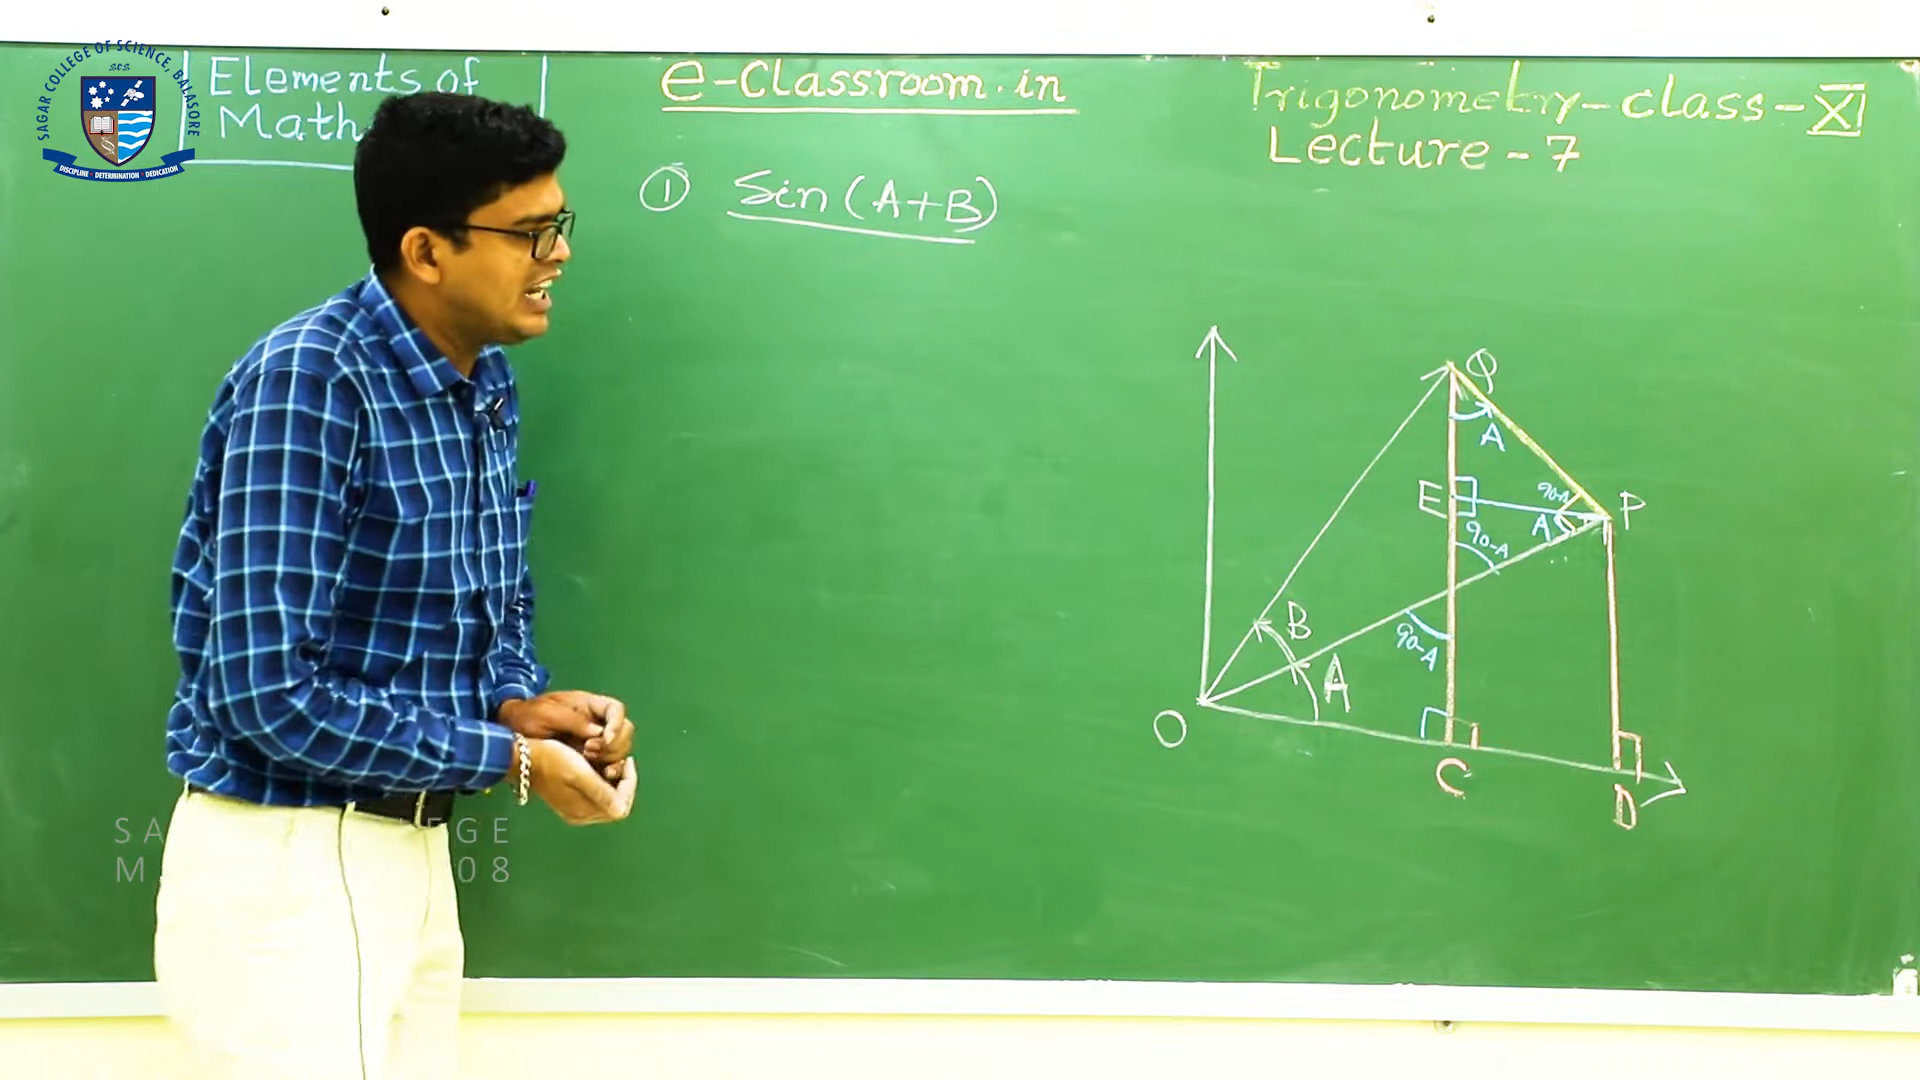 SAGAR COLLEGE OF SCIENCE, BALASORE
SCS
DISCIPLINE DETERMINATION DEDICATION
Elements of
Math
e-Classroom.in
Trigonometry-class-XI
Lecture-7
① Sin(A+B)
Q
A
E
90-A
P
A
90-A
B
90-A
A
O
C
D